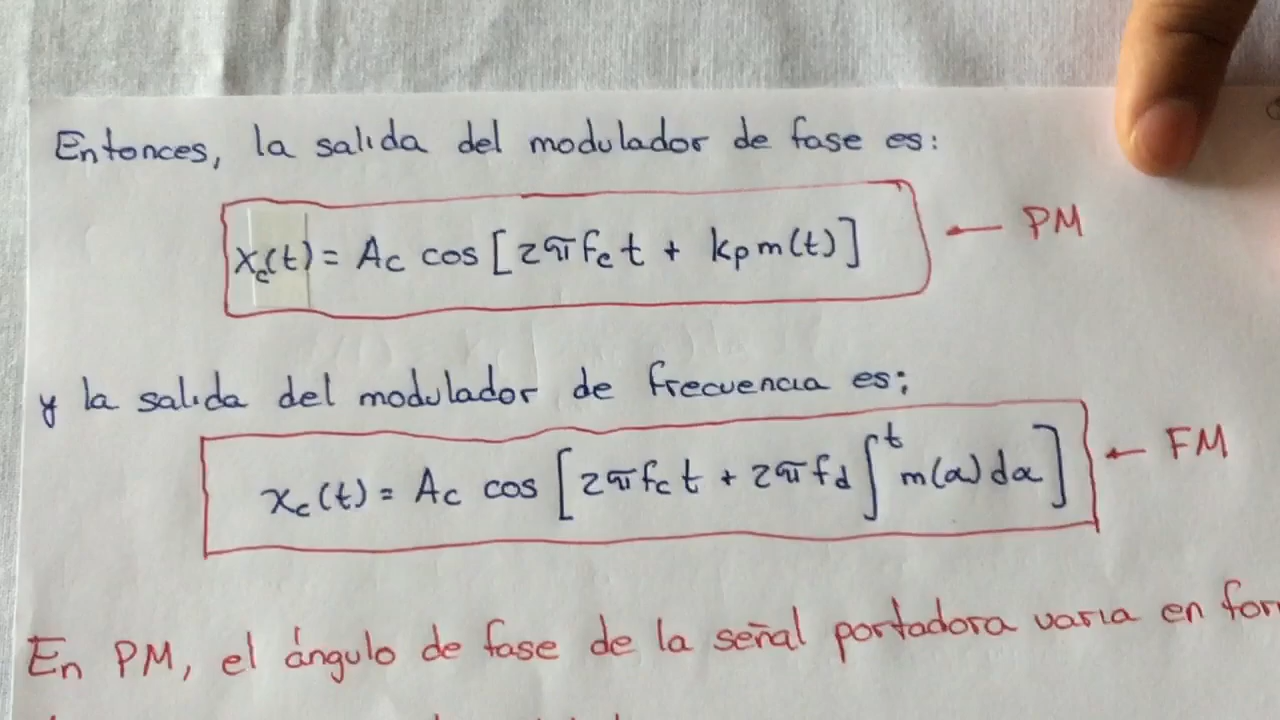 Entonces, la salida del modulador de fase es:
x_c(t) = A_c cos [2πf_c t + k_p m(t)] ← PM
y la salida del modulador de frecuencia es:
x_c(t) = A_c cos [2πf_c t + 2πf_d ∫^t m(α) dα] ← FM
En PM, el ángulo de fase de la señal portadora varia en for